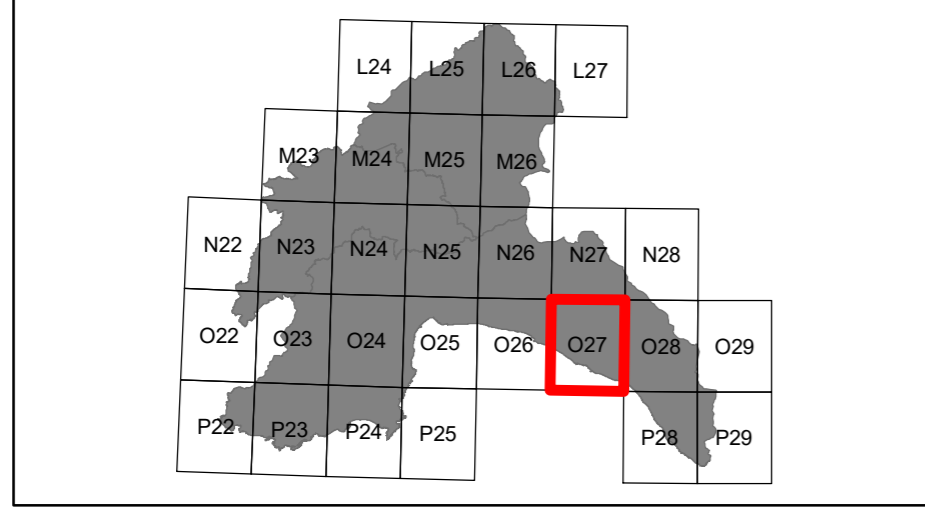 L24 L25 L26 L27
M23 M24 M25 M26
N22 N23 N24 N25 N26 N27 N28
O22 O23 O24 O25 O26 O27 O28 O29
P22 P23 P24 P25 P28 P29